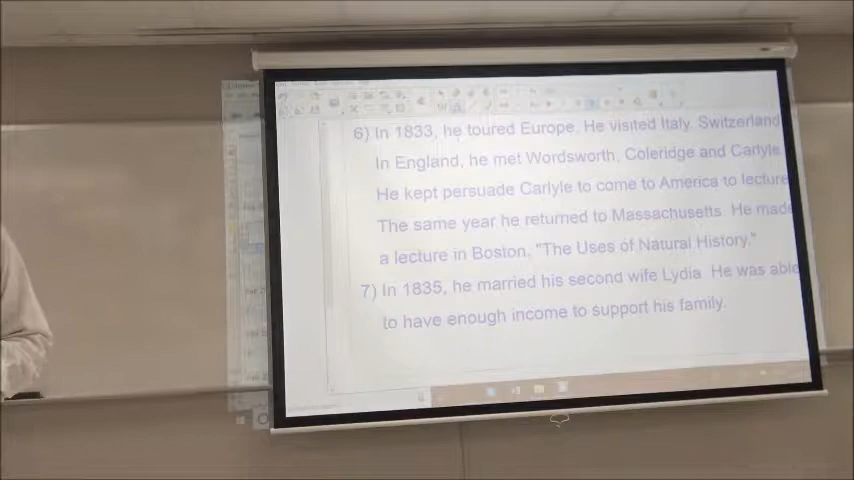 6) In 1833, he toured Europe. He visited Italy. Switzerland
In England, he met Wordsworth, Coleridge and Carlyle.
He kept persuade Carlyle to come to America to lecture
The same year he returned to Massachusetts. He made
a lecture in Boston, "The Uses of Natural History."
7) In 1835, he married his second wife Lydia. He was able
to have enough income to support his family.